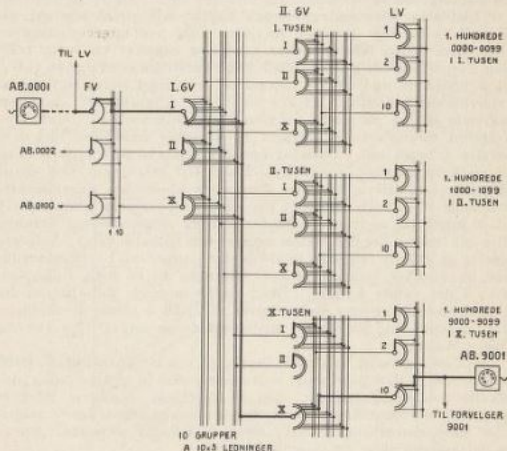 II. GV
LV
I. TUSEN
1
I
1. HUNDREDE
0000-0099
I I. TUSEN
TIL LV
2
II
AB.0001
FV
I.GV
I
10
X
AB.0002
II
II. TUSEN
1
I
1. HUNDREDE
1000-1099
I II. TUSEN
AB.0100
X
2
II
1 10
10
X
X. TUSEN
1
I
1. HUNDREDE
9000-9099
I X. TUSEN
2
II
AB. 9001
10
X
TIL FORVELGER
9001
10 GRUPPER
A 10x3 LEDNINGER